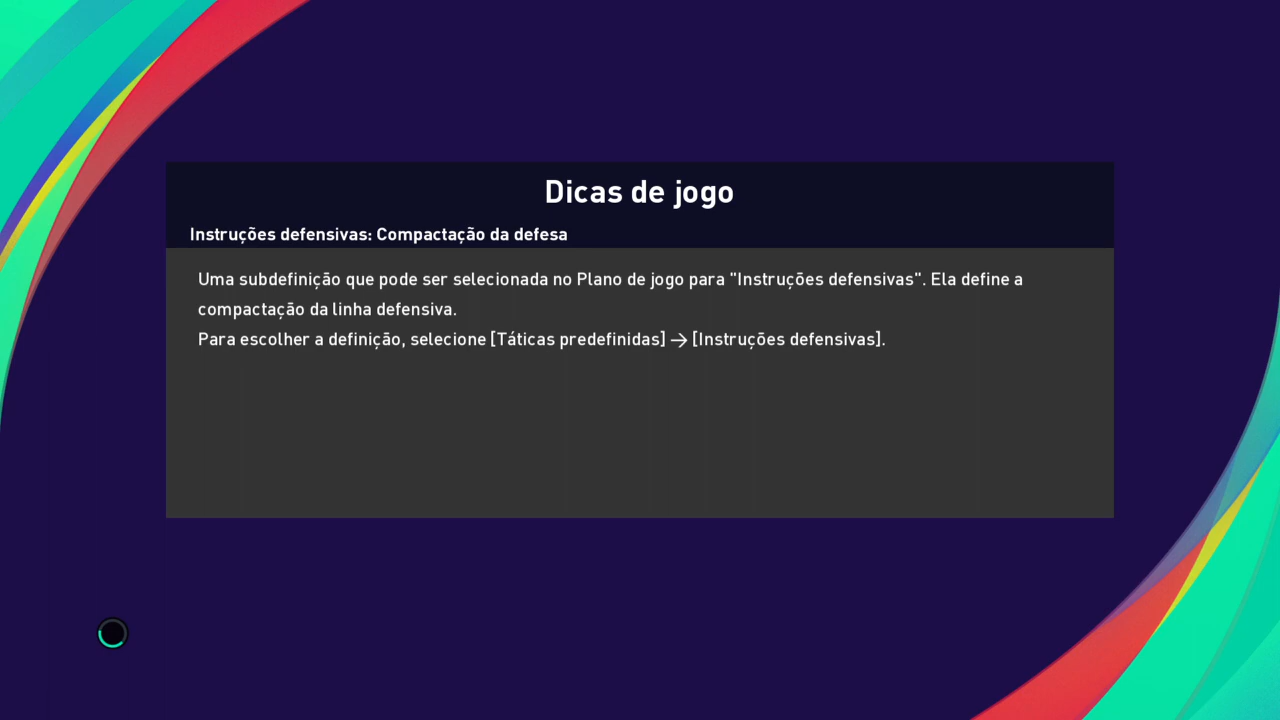 Dicas de jogo
Instruções defensivas: Compactação da defesa
Uma subdefinição que pode ser selecionada no Plano de jogo para "Instruções defensivas". Ela define a
compactação da linha defensiva.
Para escolher a definição, selecione [Táticas predefinidas] → [Instruções defensivas].